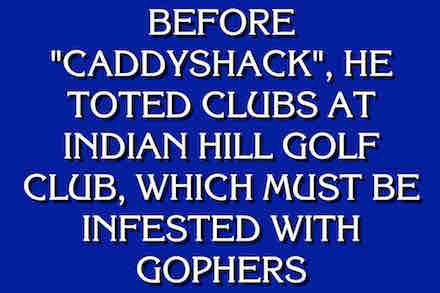 BEFORE
"CADDYSHACK", HE
TOTED CLUBS AT
INDIAN HILL GOLF
CLUB, WHICH MUST BE
INFESTED WITH
GOPHERS